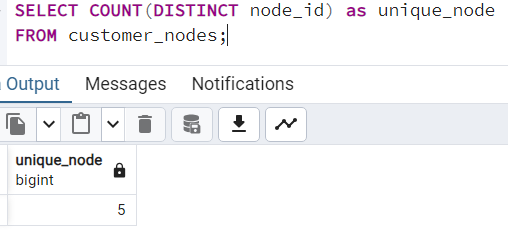 SELECT COUNT(DISTINCT node_id) as unique_node
FROM customer_nodes;
Output
Messages
Notifications
unique_node
bigint
5